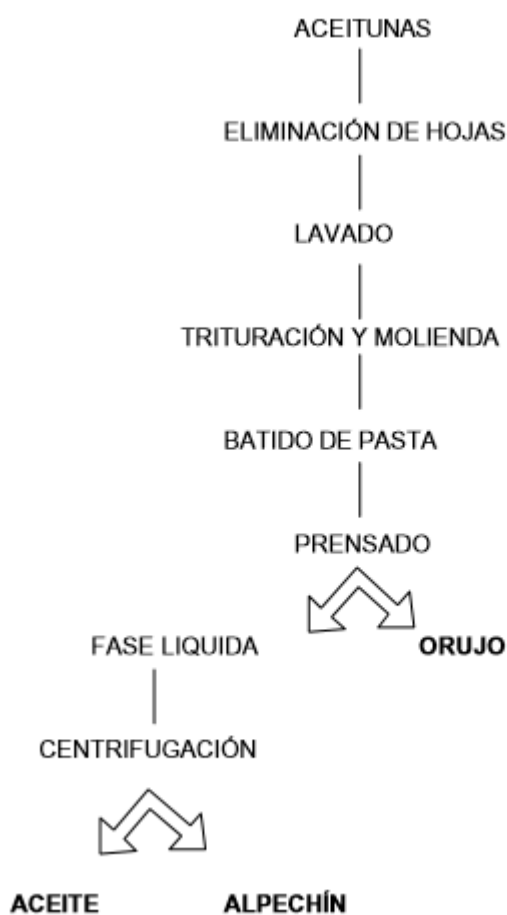 ACEITUNAS
ELIMINACIÓN DE HOJAS
LAVADO
TRITURACIÓN Y MOLIENDA
BATIDO DE PASTA
PRENSADO
FASE LIQUIDA
ORUJO
CENTRIFUGACIÓN
ACEITE
ALPECHÍN